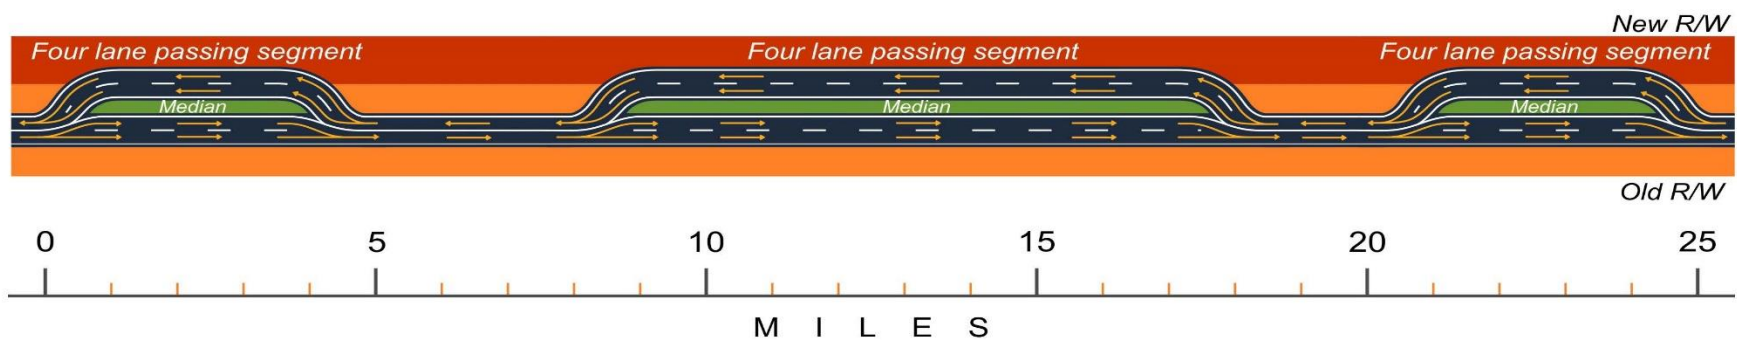 New R/W
Four lane passing segment Four lane passing segment Four lane passing segment
Median Median Median
Old R/W
0 5 10 15 20 25
M I L E S